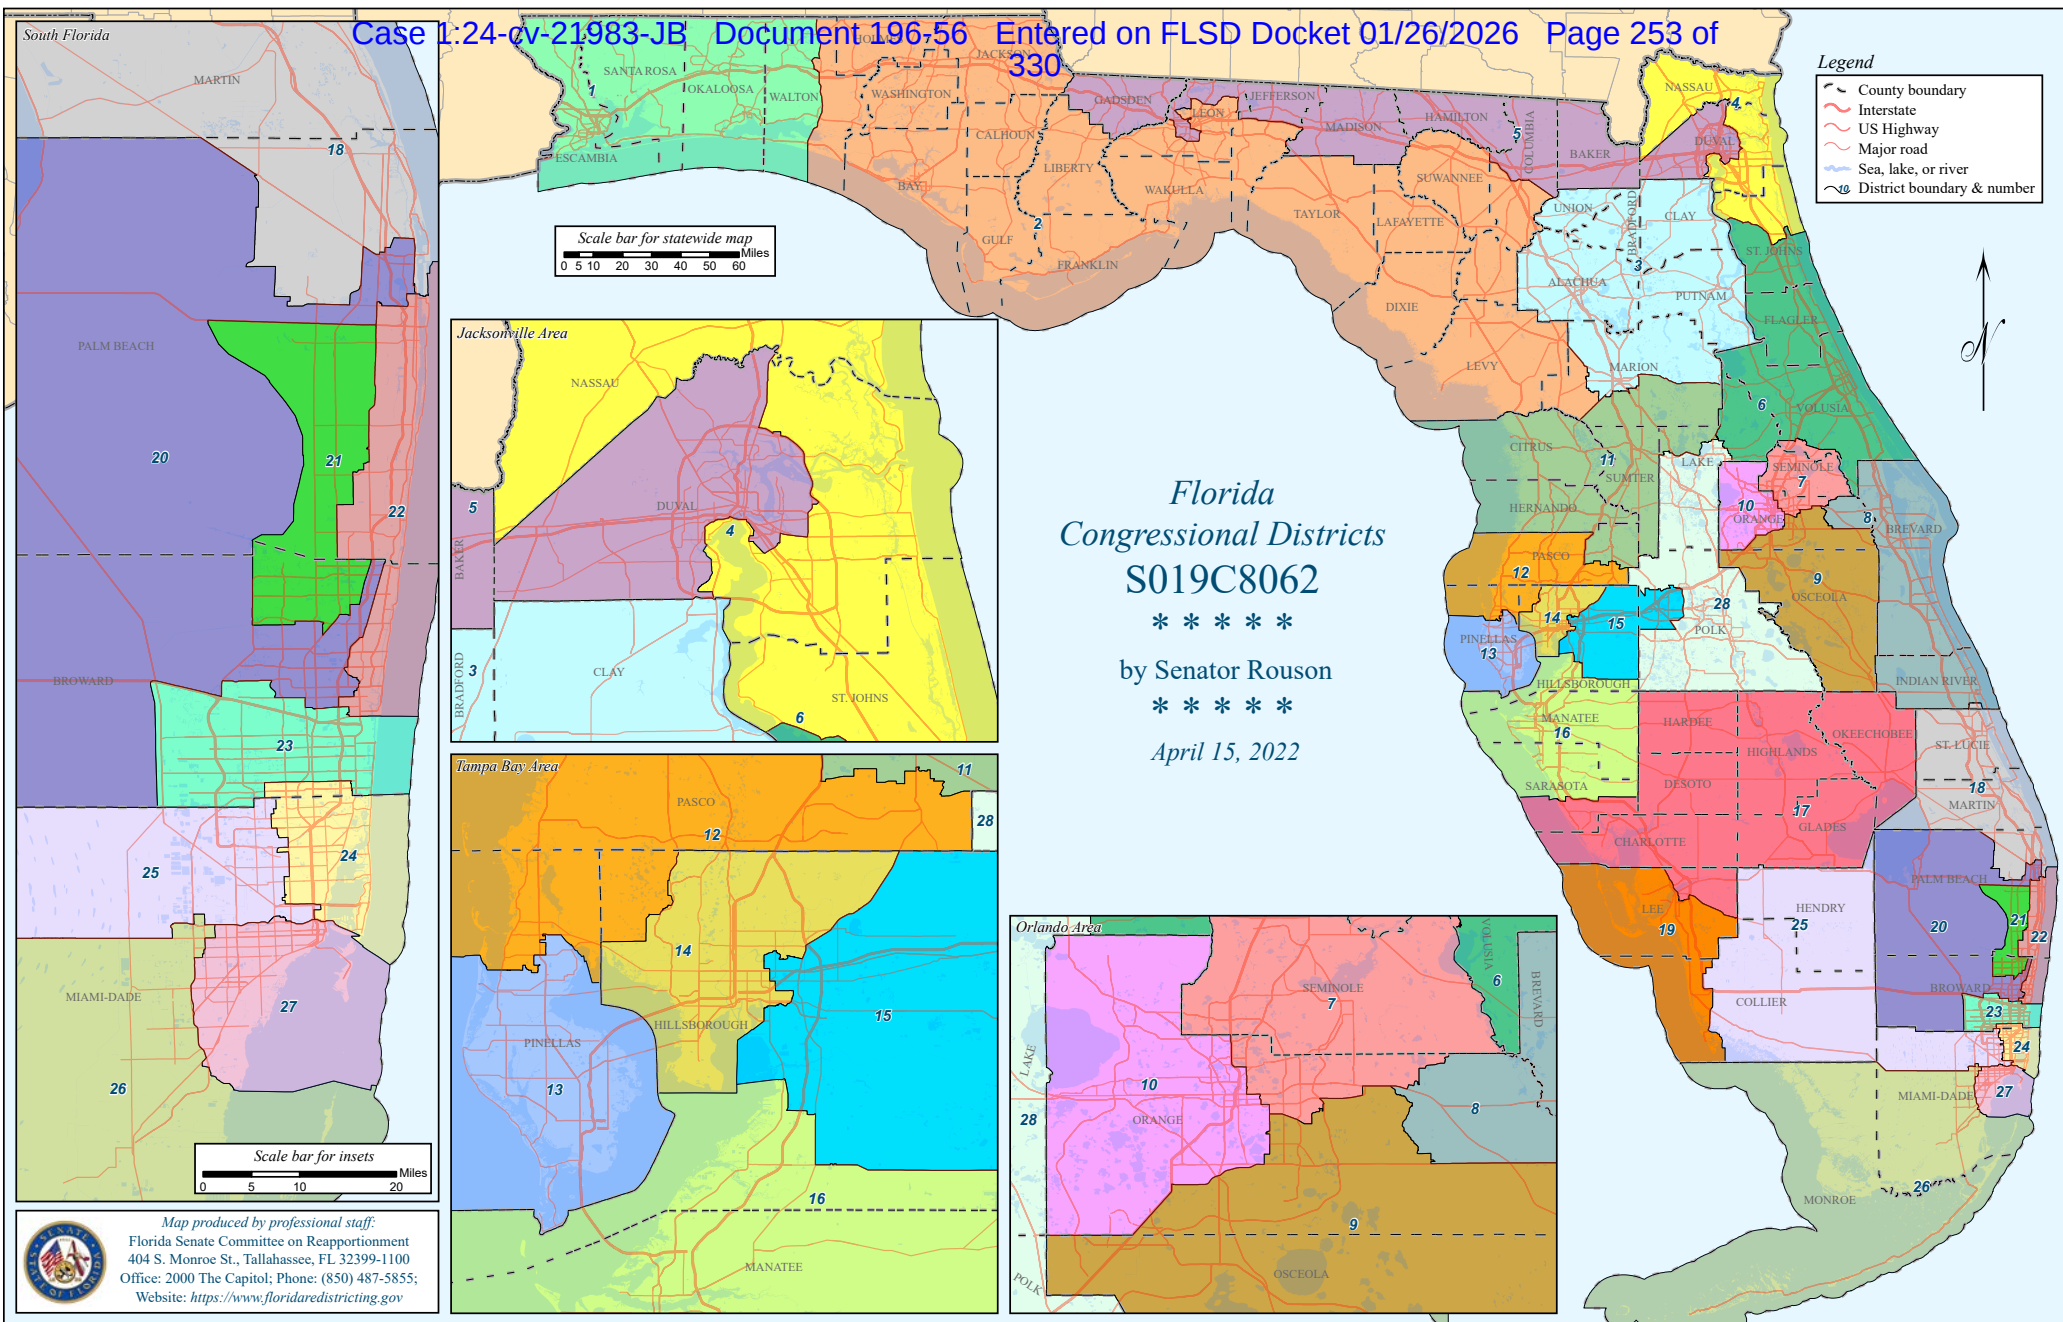 Case 1:24-cv-21983-JB Document 196-56 Entered on FLSD Docket 01/26/2026 Page 253 of
330
South Florida
MARTIN
18
PALM BEACH
20
21
22
BROWARD
23
25
24
MIAMI-DADE
27
26
Scale bar for insets
Miles
0 5 10 20
Map produced by professional staff:
Florida Senate Committee on Reapportionment
404 S. Monroe St., Tallahassee, FL 32399-1100
Office: 2000 The Capitol; Phone: (850) 487-5855;
Website: https://www.floridaredistricting.gov
Scale bar for statewide map
Miles
0 5 10 20 30 40 50 60
Jacksonville Area
NASSAU
5
DUVAL
4
BAKER
3
BRADFORD
CLAY
ST. JOHNS
6
Tampa Bay Area
11
PASCO
12
28
14
HILLSBOROUGH
15
PINELLAS
13
16
MANATEE
Orlando Area
VOLUSIA
6
BREVARD
SEMINOLE
7
LAKE
10
ORANGE
8
28
9
OSCEOLA
POLK
Florida
Congressional Districts
S019C8062
* * * * *
by Senator Rouson
* * * * *
April 15, 2022
Legend
County boundary
Interstate
US Highway
Major road
Sea, lake, or river
10 District boundary & number
N
1
SANTA ROSA
OKALOOSA
WALTON
ESCAMBIA
HOLMES
JACKSON
WASHINGTON
CALHOUN
BAY
LIBERTY
2
GULF
FRANKLIN
WAKULLA
GADSDEN
LEON
JEFFERSON
MADISON
HAMILTON
5
COLUMBIA
BAKER
NASSAU
4
DUVAL
SUWANNEE
TAYLOR
LAFAYETTE
DIXIE
LEVY
UNION
BRADFORD
CLAY
3
ALACHUA
PUTNAM
ST. JOHNS
FLAGLER
MARION
6
VOLUSIA
CITRUS
11
SUMTER
LAKE
SEMINOLE
7
10
ORANGE
8
BREVARD
HERNANDO
PASCO
12
9
OSCEOLA
28
POLK
14
15
PINELLAS
13
HILLSBOROUGH
INDIAN RIVER
MANATEE
16
HARDEE
OKEECHOBEE
HIGHLANDS
ST. LUCIE
SARASOTA
DESOTO
18
MARTIN
17
GLADES
CHARLOTTE
PALM BEACH
LEE
19
HENDRY
25
20
21
22
COLLIER
BROWARD
23
24
MIAMI-DADE
27
MONROE
26